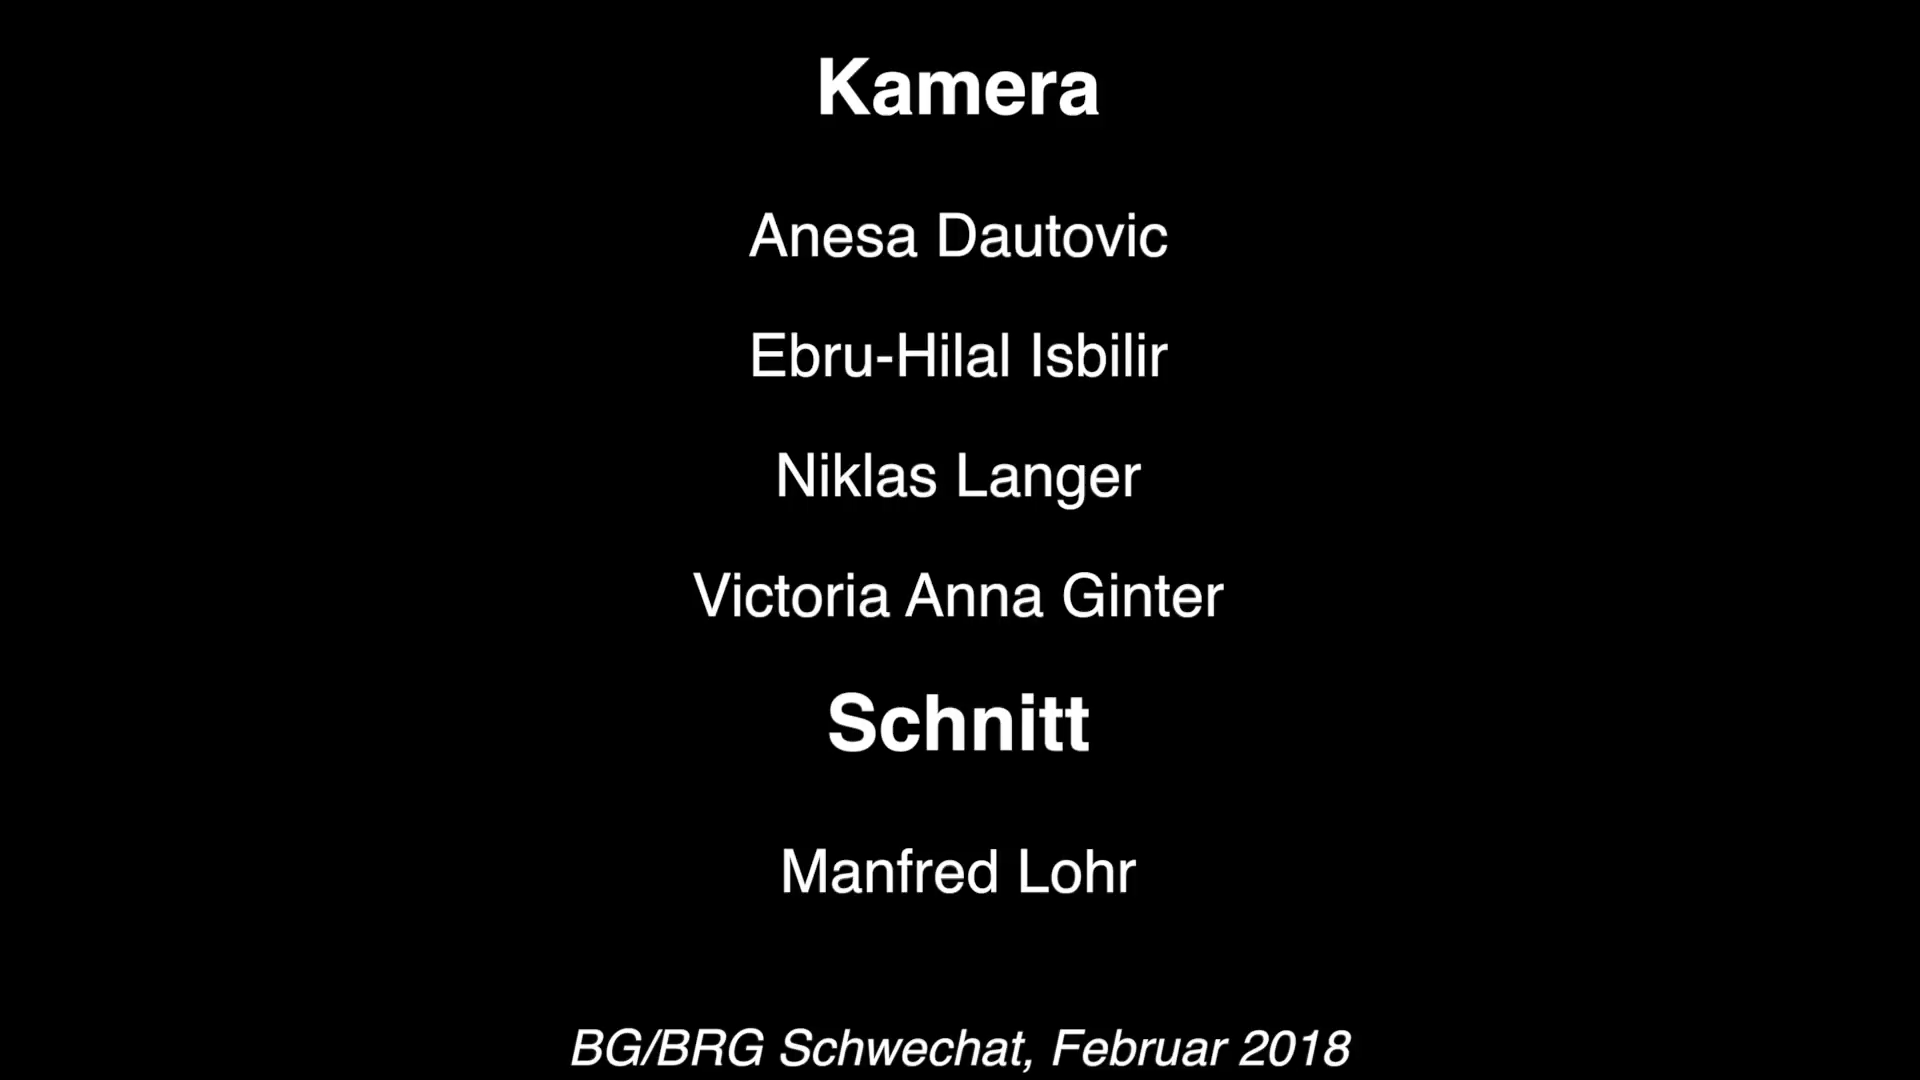 Kamera
Anesa Dautovic
Ebru-Hilal Isbilir
Niklas Langer
Victoria Anna Ginter
Schnitt
Manfred Lohr
BG/BRG Schwechat, Februar 2018